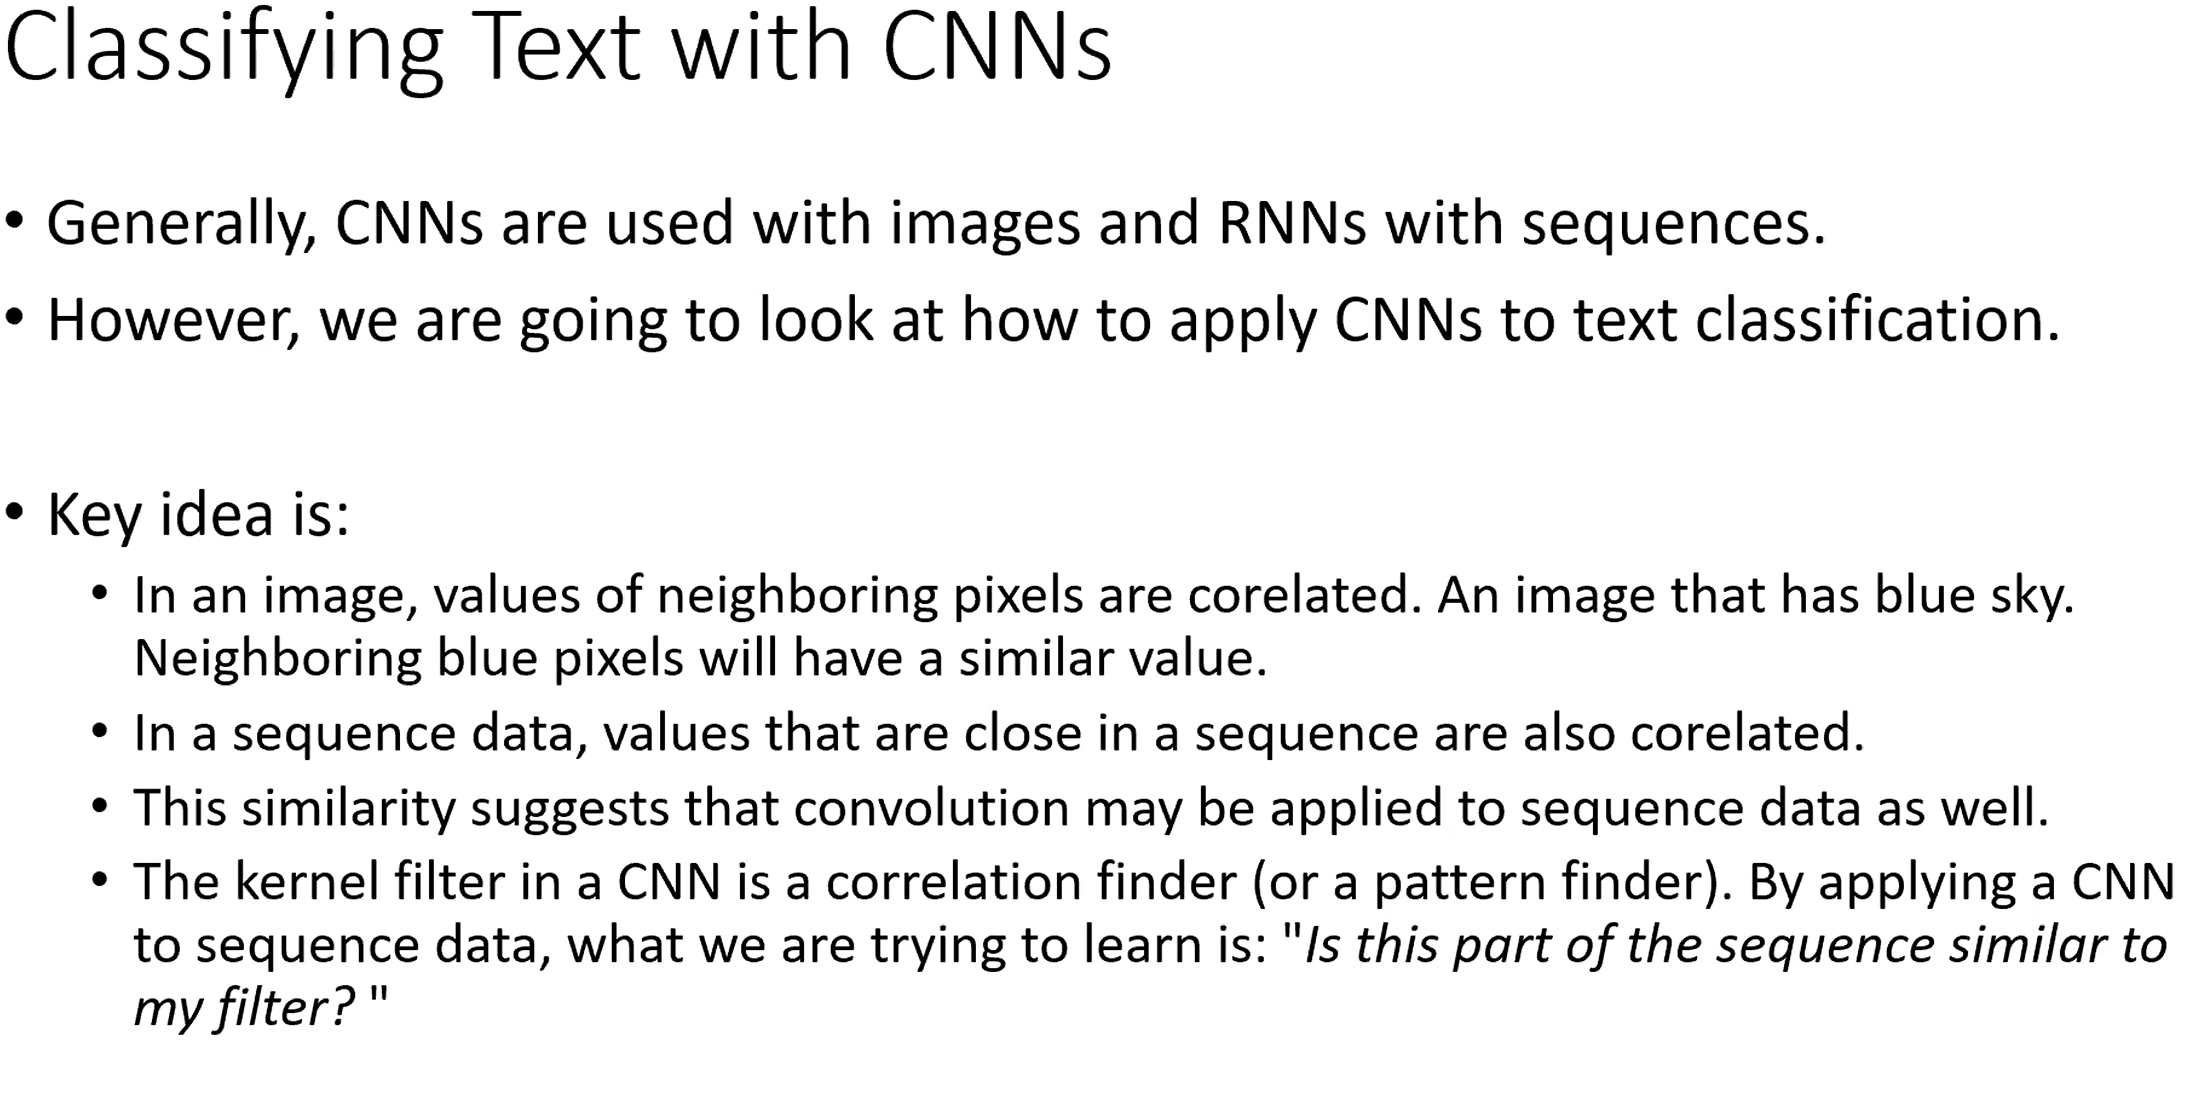 Classifying Text with CNNs
• Generally, CNNs are used with images and RNNs with sequences.
• However, we are going to look at how to apply CNNs to text classification.
• Key idea is:
• In an image, values of neighboring pixels are corelated. An image that has blue sky.
Neighboring blue pixels will have a similar value.
• In a sequence data, values that are close in a sequence are also corelated.
• This similarity suggests that convolution may be applied to sequence data as well.
• The kernel filter in a CNN is a correlation finder (or a pattern finder). By applying a CNN
to sequence data, what we are trying to learn is: "Is this part of the sequence similar to
my filter? "